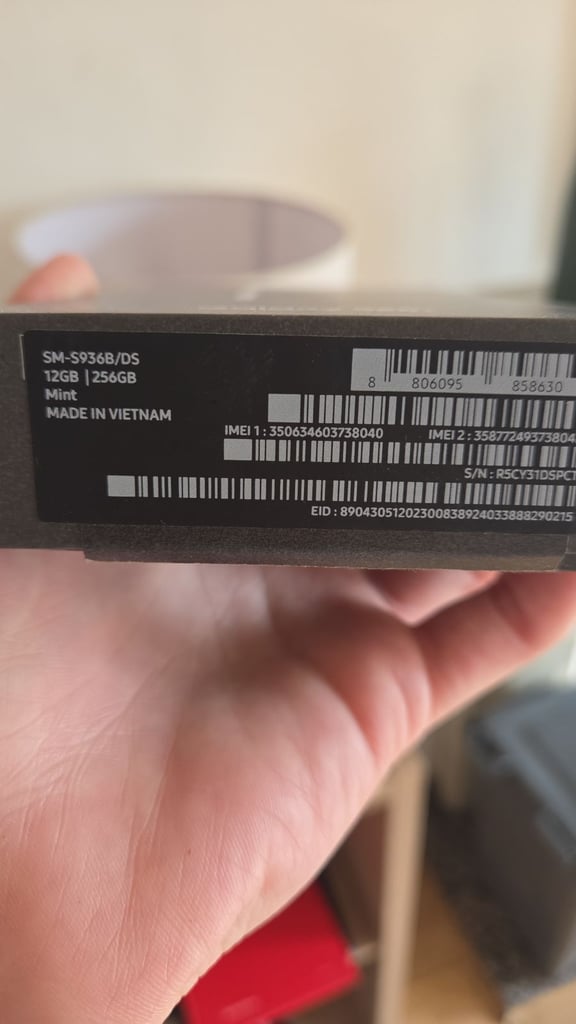 SM-S936B/DS
12GB | 256GB
Mint
MADE IN VIETNAM
8 806095 858630
IMEI 1 : 350634603738040 IMEI 2 : 35877249373804
S/N : R5CY31DSPCT
EID : 89043051202300838924033888290215